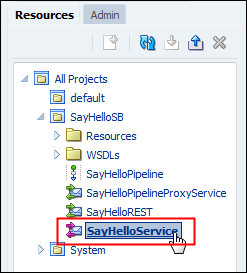 Resources Admin
All Projects
default
SayHelloSB
Resources
WSDLs
SayHelloPipeline
SayHelloPipelineProxyService
SayHelloREST
SayHelloService
System